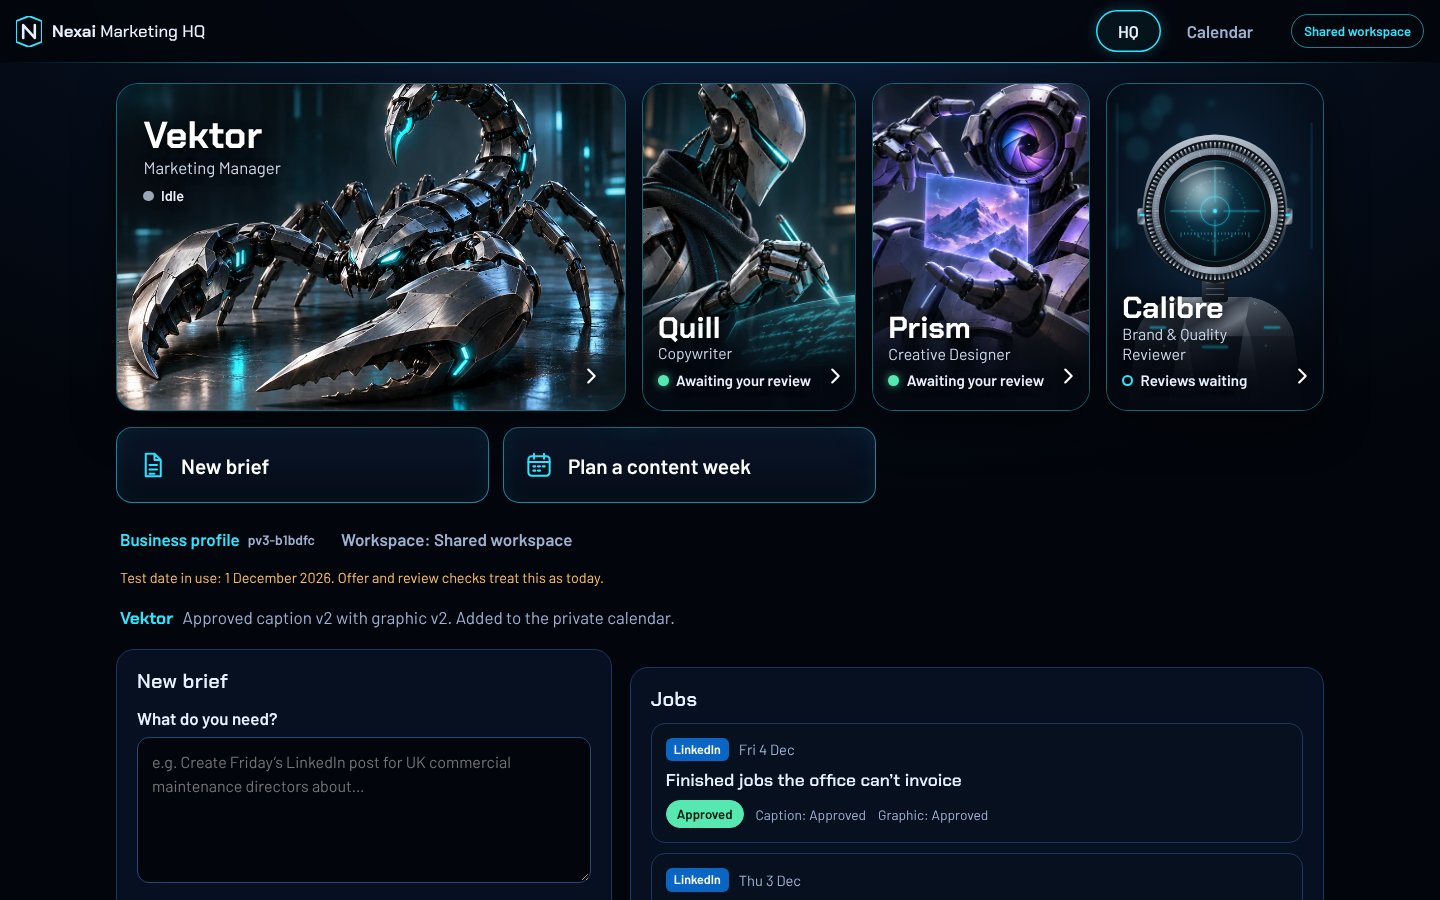 N
Nexai Marketing HQ
HQ
Calendar
Shared workspace
Vektor
Marketing Manager
Idle
Quill
Copywriter
Awaiting your review
Prism
Creative Designer
Awaiting your review
Calibre
Brand & Quality
Reviewer
Reviews waiting
New brief
Plan a content week
Business profile pv3-b1bdfc Workspace: Shared workspace
Test date in use: 1 December 2026. Offer and review checks treat this as today.
Vektor Approved caption v2 with graphic v2. Added to the private calendar.
New brief
What do you need?
e.g. Create Friday's LinkedIn post for UK commercial
maintenance directors about...
Jobs
LinkedIn Fri 4 Dec
Finished jobs the office can't invoice
Approved Caption: Approved Graphic: Approved
LinkedIn Thu 3 Dec